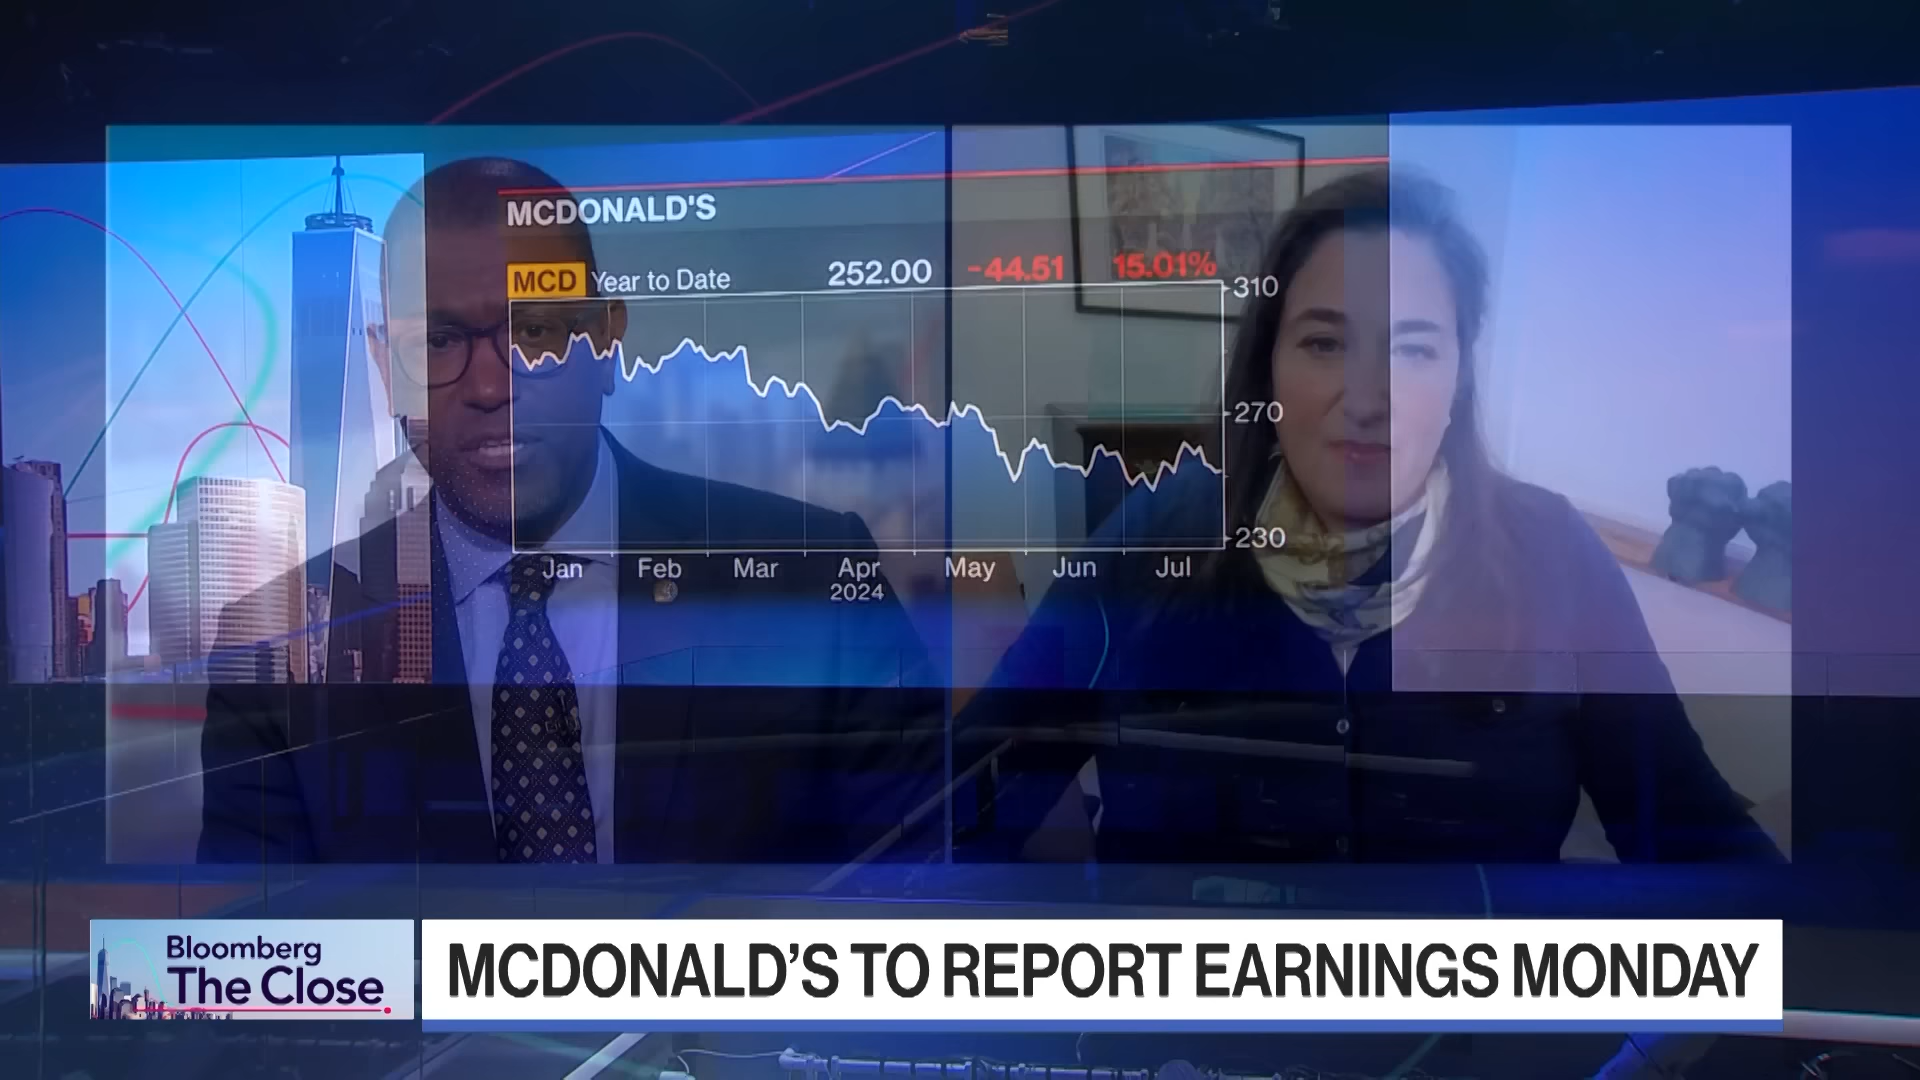 MCDONALD'S
MCD Year to Date 252.00 -44.51 15.01%
310
270
230
Jan Feb Mar Apr May Jun Jul
2024
Bloomberg
The Close
MCDONALD’S TO REPORT EARNINGS MONDAY